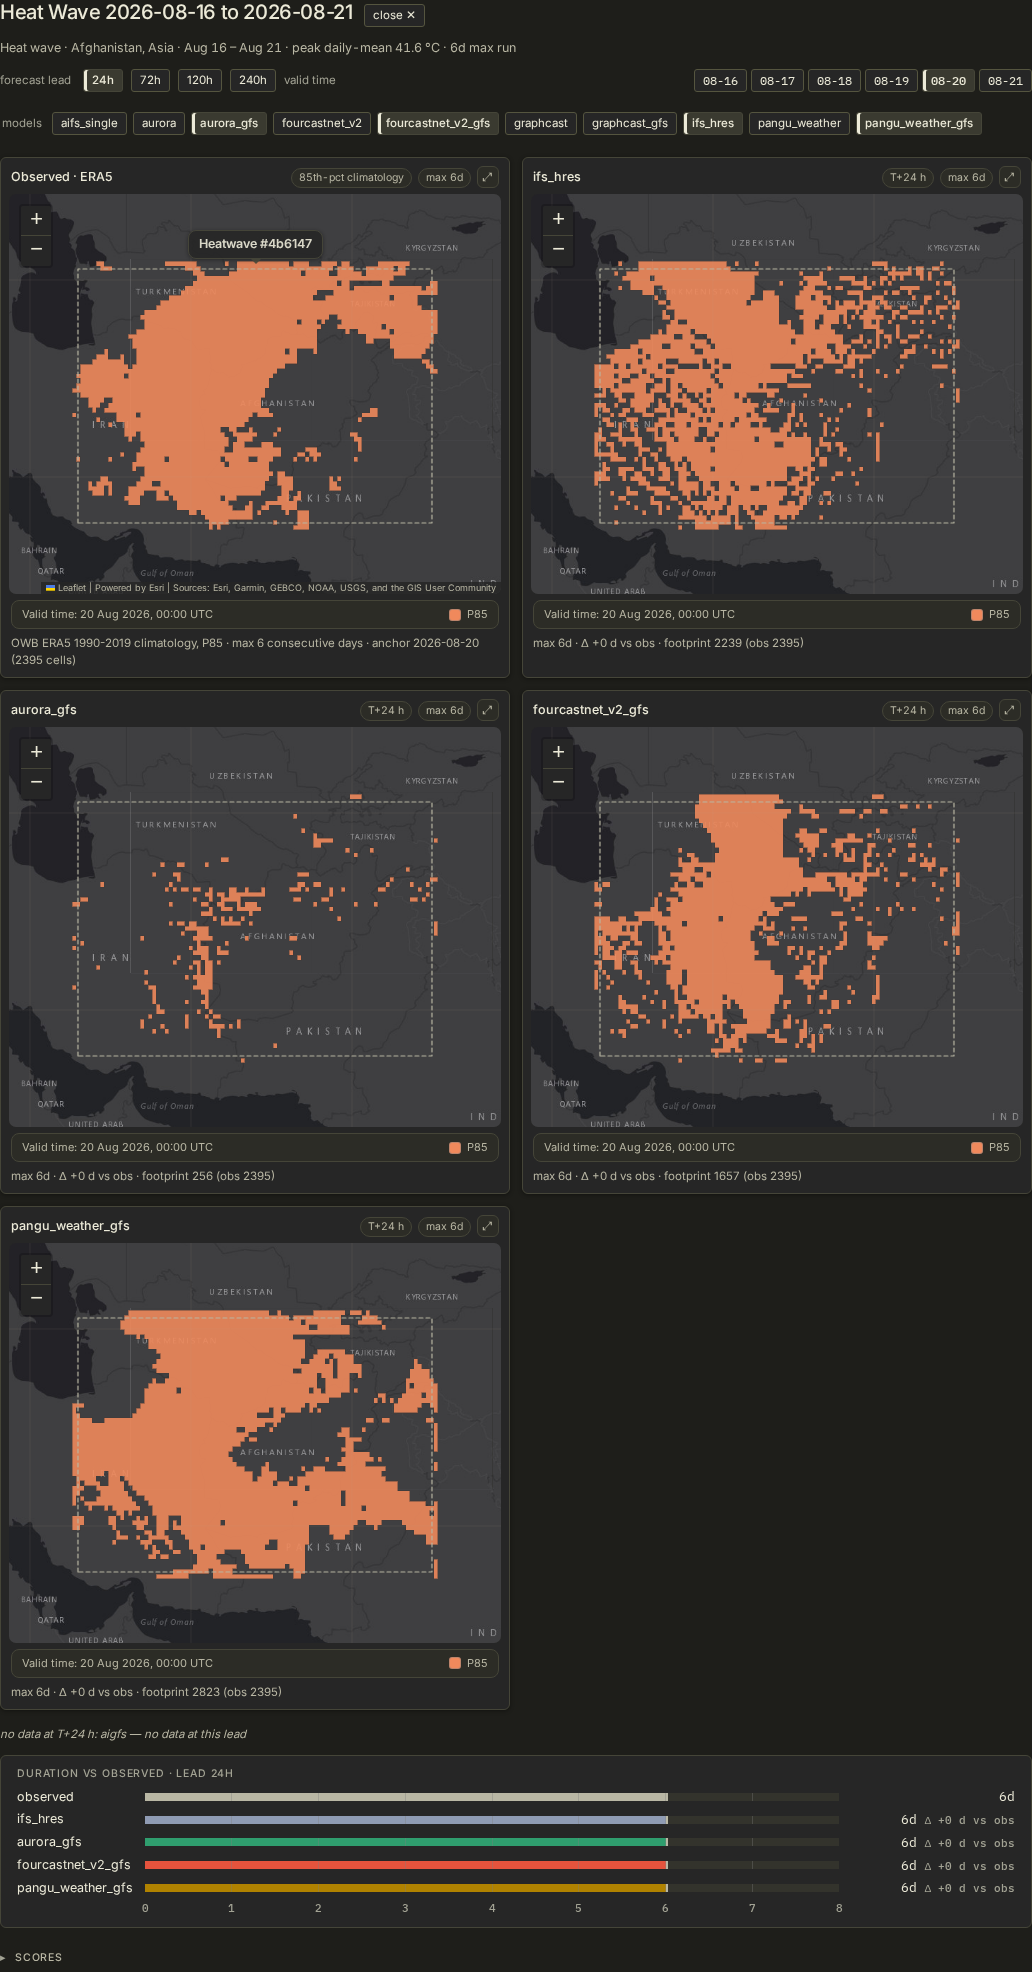 Heat Wave 2026-08-16 to 2026-08-21 close ✕
Heat wave · Afghanistan, Asia · Aug 16 – Aug 21 · peak daily-mean 41.6 °C · 6d max run
forecast lead 24h 72h 120h 240h valid time 08-16 08-17 08-18 08-19 08-20 08-21
models aifs_single aurora aurora_gfs fourcastnet_v2 fourcastnet_v2_gfs graphcast graphcast_gfs ifs_hres pangu_weather pangu_weather_gfs
Observed · ERA5 85th-pct climatology max 6d
+
−
Heatwave #4b6147
KYRGYZSTAN
TURKMENISTAN
AFGHANISTAN
IRAN
PAKISTAN
BAHRAIN
QATAR
Gulf of Oman
Leaflet | Powered by Esri | Sources: Esri, Garmin, GEBCO, NOAA, USGS, and the GIS User Community
Valid time: 20 Aug 2026, 00:00 UTC P85
OWB ERA5 1990-2019 climatology, P85 · max 6 consecutive days · anchor 2026-08-20
(2395 cells)
ifs_hres T+24 h max 6d
+
−
UZBEKISTAN
KYRGYZSTAN
TURKMENISTAN
TAJIKISTAN
AFGHANISTAN
IRAN
PAKISTAN
BAHRAIN
QATAR
Gulf of Oman
UNITED ARAB
IND
Valid time: 20 Aug 2026, 00:00 UTC P85
max 6d · Δ +0 d vs obs · footprint 2239 (obs 2395)
aurora_gfs T+24 h max 6d
+
−
UZBEKISTAN
KYRGYZSTAN
TURKMENISTAN
TAJIKISTAN
AFGHANISTAN
IRAN
PAKISTAN
BAHRAIN
QATAR
Gulf of Oman
UNITED ARAB
IND
Valid time: 20 Aug 2026, 00:00 UTC P85
max 6d · Δ +0 d vs obs · footprint 256 (obs 2395)
fourcastnet_v2_gfs T+24 h max 6d
+
−
UZBEKISTAN
KYRGYZSTAN
TURKMENISTAN
TAJIKISTAN
AFGHANISTAN
IRAN
PAKISTAN
BAHRAIN
QATAR
Gulf of Oman
UNITED ARAB
IND
Valid time: 20 Aug 2026, 00:00 UTC P85
max 6d · Δ +0 d vs obs · footprint 1657 (obs 2395)
pangu_weather_gfs T+24 h max 6d
+
−
UZBEKISTAN
KYRGYZSTAN
TURKMENISTAN
TAJIKISTAN
AFGHANISTAN
PAKISTAN
BAHRAIN
QATAR
Gulf of Oman
UNITED ARAB
IND
Valid time: 20 Aug 2026, 00:00 UTC P85
max 6d · Δ +0 d vs obs · footprint 2823 (obs 2395)
no data at T+24 h: aigfs — no data at this lead
DURATION VS OBSERVED · LEAD 24H
observed 6d
ifs_hres 6d Δ +0 d vs obs
aurora_gfs 6d Δ +0 d vs obs
fourcastnet_v2_gfs 6d Δ +0 d vs obs
pangu_weather_gfs 6d Δ +0 d vs obs
0 1 2 3 4 5 6 7 8
▸ SCORES